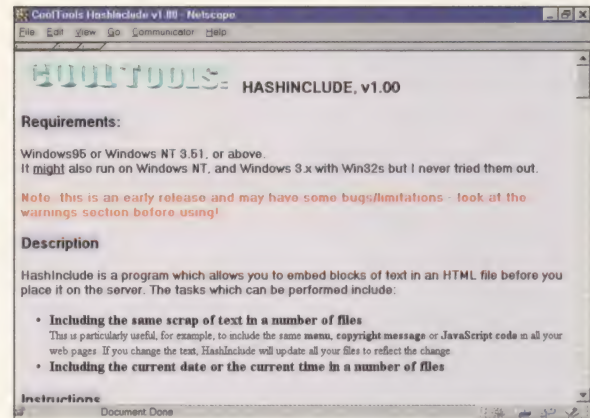 CoolTools HashInclude v1.00 - Netscape
File Edit View Go Communicator Help
COOLTOOLS: HASHINCLUDE, v1.00
Requirements:
Windows95 or Windows NT 3.51, or above.
It might also run on Windows NT, and Windows 3.x with Win32s but I never tried them out.
Note: this is an early release and may have some bugs/limitations - look at the
warnings section before using!
Description
HashInclude is a program which allows you to embed blocks of text in an HTML file before you
place it on the server. The tasks which can be performed include:
• Including the same scrap of text in a number of files
This is particularly useful, for example, to include the same menu, copyright message or JavaScript code in all your
web pages. If you change the text, HashInclude will update all your files to reflect the change
• Including the current date or the current time in a number of files
Instructions
Document Done